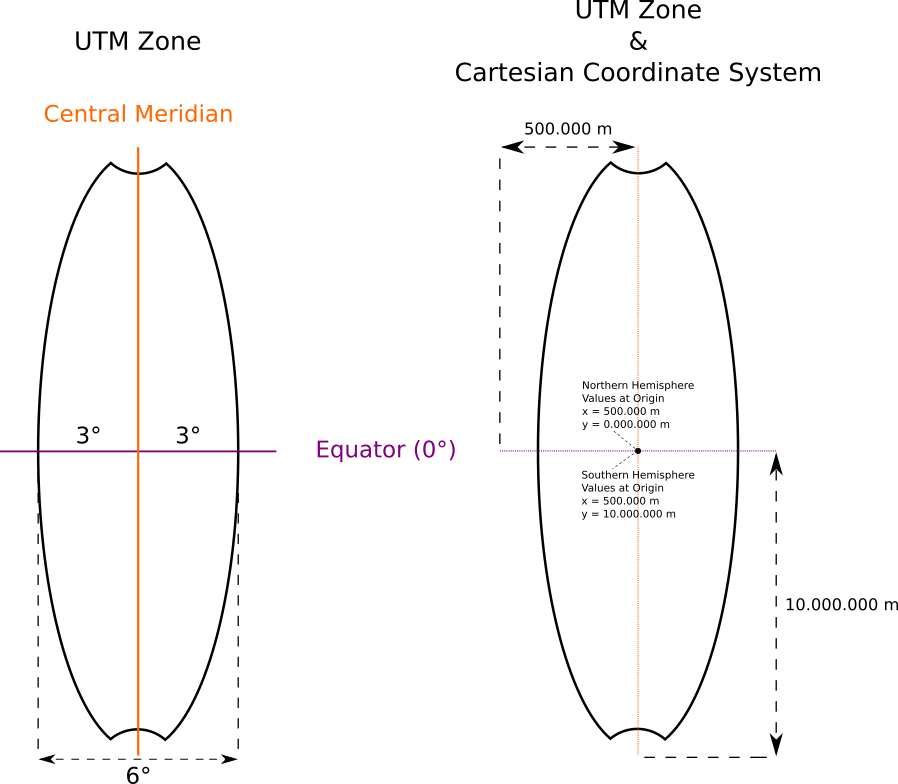 UTM Zone
Central Meridian
3°
3°
Equator (0°)
6°
UTM Zone
&
Cartesian Coordinate System
500.000 m
Northern Hemisphere
Values at Origin
x = 500.000 m
y = 0.000.000 m
Southern Hemisphere
Values at Origin
x = 500.000 m
y = 10.000.000 m
10.000.000 m